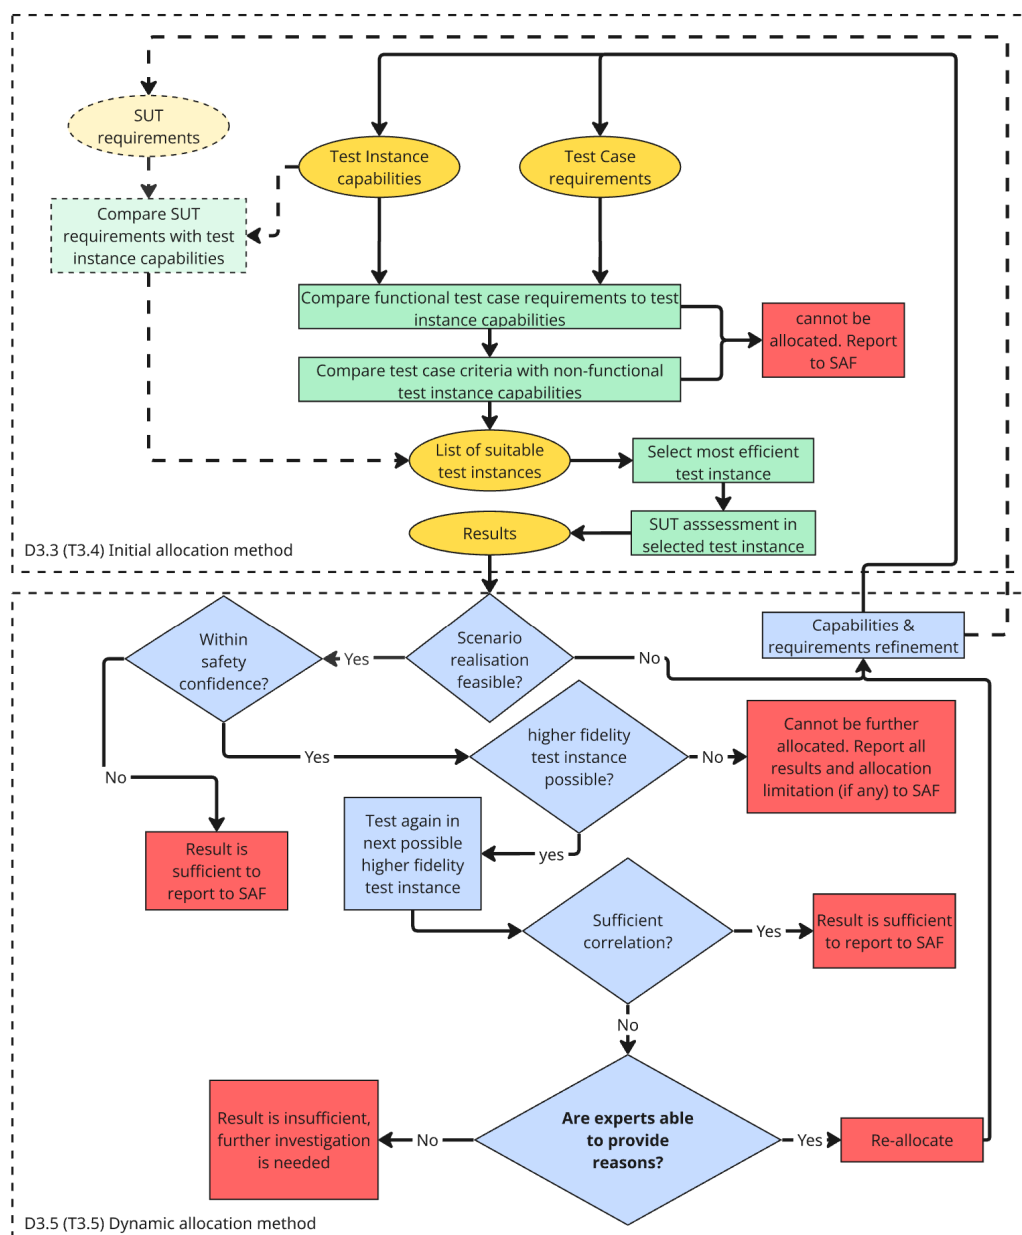 SUT
requirements
Test Instance
capabilities
Test Case
requirements
Compare SUT
requirements with test
instance capabilities
Compare functional test case requirements to test
instance capabilities
cannot be
allocated. Report
to SAF
Compare test case criteria with non-functional
test instance capabilities
List of suitable
test instances
Select most efficient
test instance
Results
SUT asssessment in
selected test instance
D3.3 (T3.4) Initial allocation method
Within
safety
confidence?
Yes
Scenario
realisation
feasible?
No
Capabilities &
requirements refinement
higher fidelity
test instance
possible?
Yes
No
Cannot be further
allocated. Report all
results and allocation
limitation (if any) to SAF
No
Result is
sufficient to
report to SAF
Test again in
next possible
higher fidelity
test instance
yes
Sufficient
correlation?
Yes
Result is sufficient
to report to SAF
No
Result is insufficient,
further investigation
is needed
No
Are experts able
to provide
reasons?
Yes
Re-allocate
D3.5 (T3.5) Dynamic allocation method